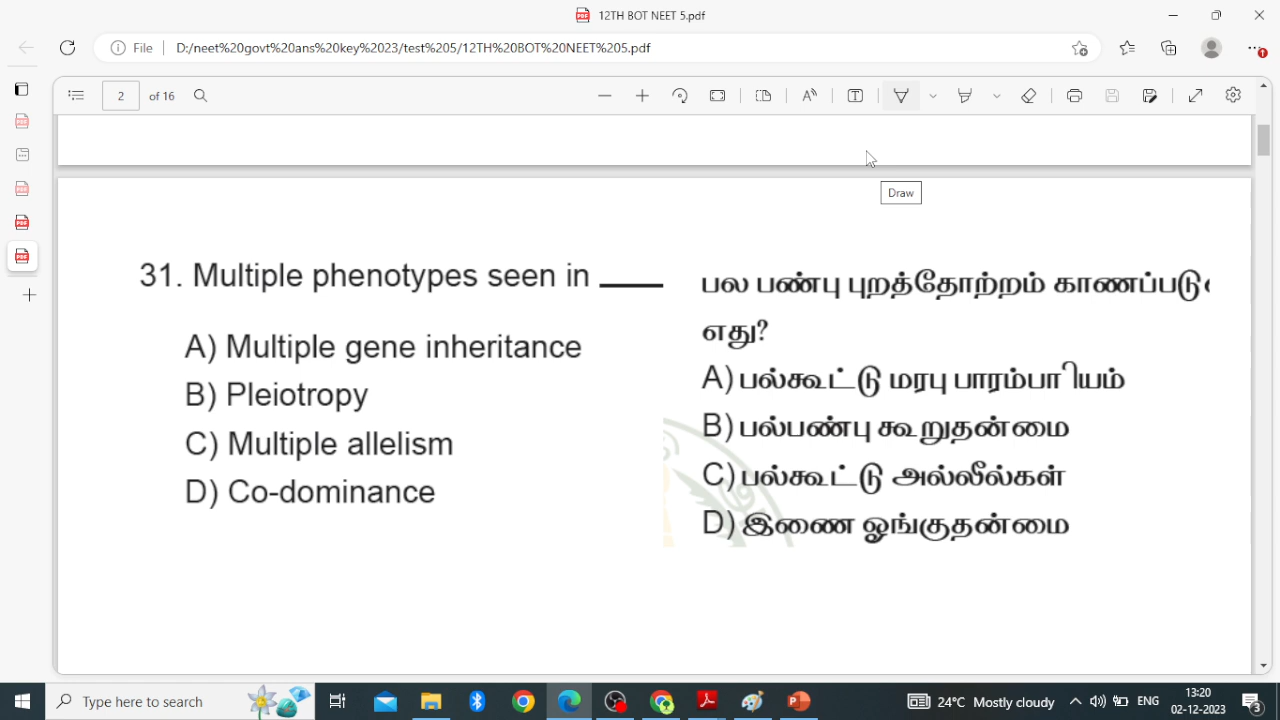 12TH BOT NEET 5.pdf
File D:/neet%20govt%20ans%20key%2023/test%205/12TH%20BOT%20NEET%205.pdf
2 of 16
Draw
31. Multiple phenotypes seen in ____
A) Multiple gene inheritance
B) Pleiotropy
C) Multiple allelism
D) Co-dominance
பல பண்பு புறத்தோற்றம் காணப்படு
எது?
A) பல்கூட்டு மரபு பாரம்பாியம்
B) பல்பண்பு கூறுதன்மை
C) பல்கூட்டு அல்லீல்கள்
D) இணை ஓங்குதன்மை
Type here to search
24°C Mostly cloudy
ENG
13:20
02-12-2023
3